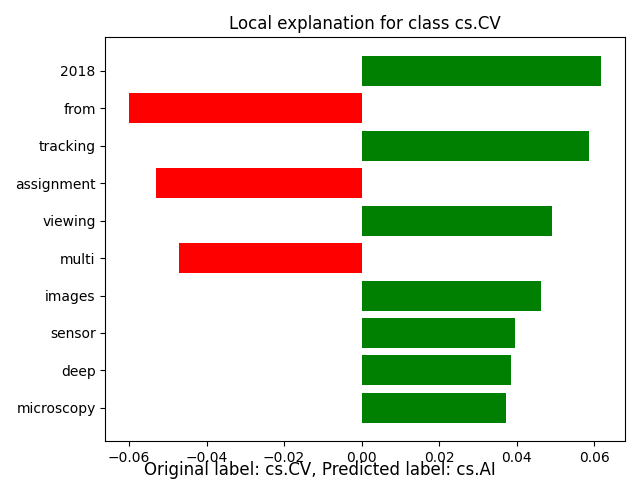 Local explanation for class cs.CV
2018
from
tracking
assignment
viewing
multi
images
sensor
deep
microscopy
−0.06 −0.04 −0.02 0.00 0.02 0.04 0.06
Original label: cs.CV, Predicted label: cs.AI